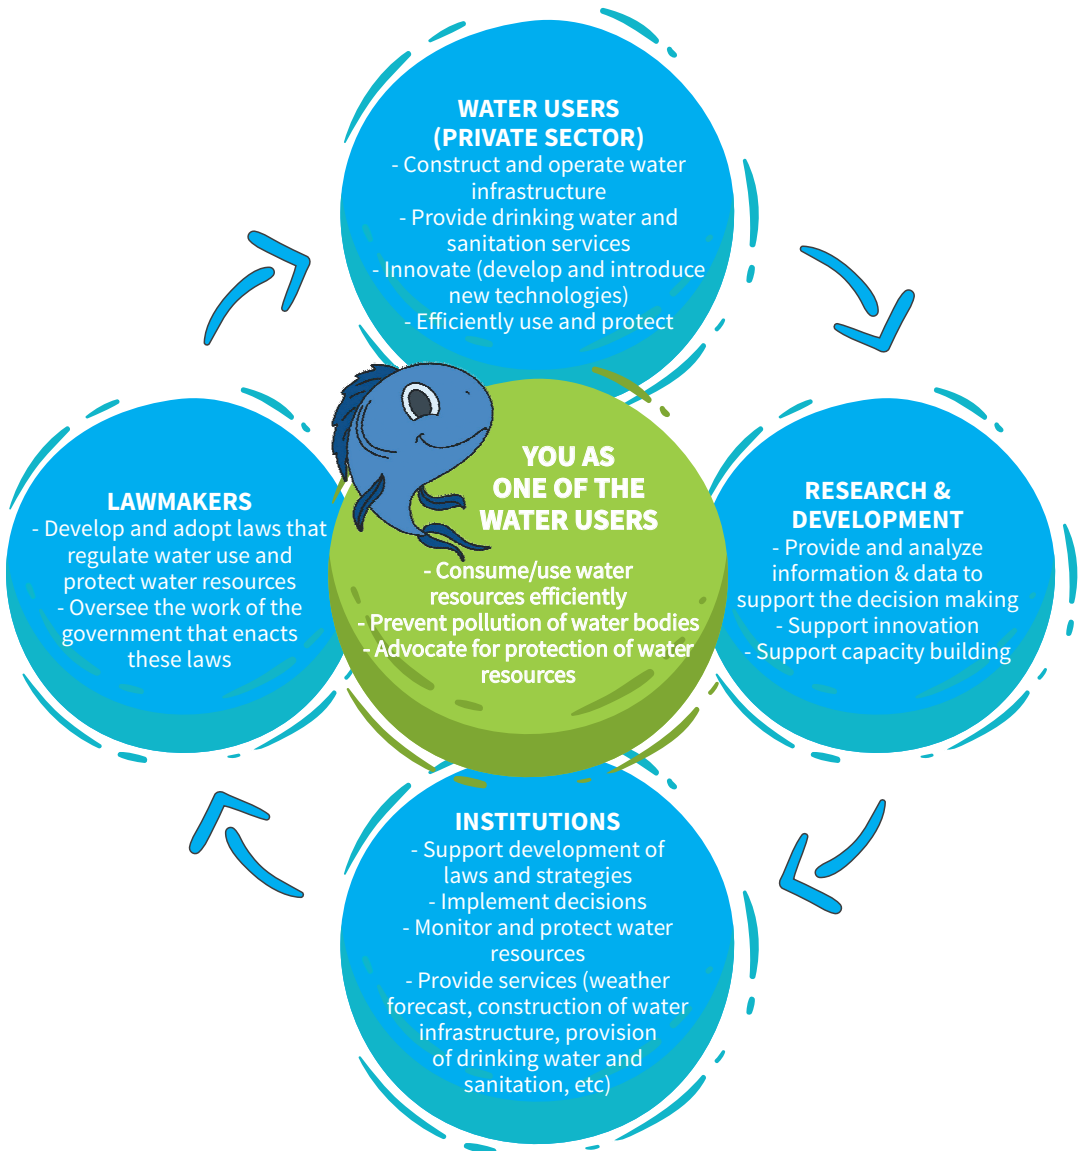 WATER USERS
(PRIVATE SECTOR)
- Construct and operate water
infrastructure
- Provide drinking water and
sanitation services
- Innovate (develop and introduce
new technologies)
- Efficiently use and protect
LAWMAKERS
- Develop and adopt laws that
regulate water use and
protect water resources
- Oversee the work of the
government that enacts
these laws
YOU AS
ONE OF THE
WATER USERS
- Consume/use water
resources efficiently
- Prevent pollution of water bodies
- Advocate for protection of water
resources
RESEARCH &
DEVELOPMENT
- Provide and analyze
information & data to
support the decision making
- Support innovation
- Support capacity building
INSTITUTIONS
- Support development of
laws and strategies
- Implement decisions
- Monitor and protect water
resources
- Provide services (weather
forecast, construction of water
infrastructure, provision
of drinking water and
sanitation, etc)